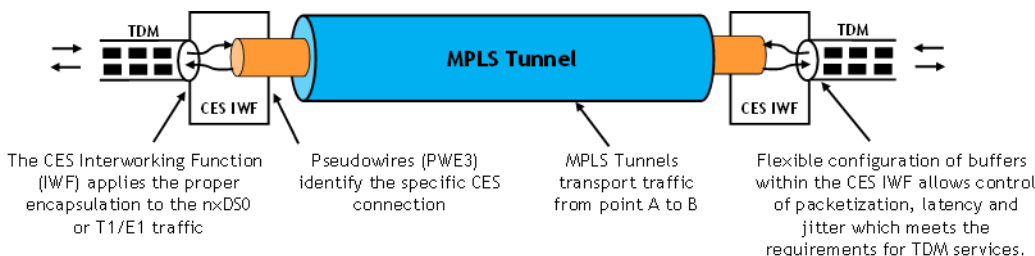 TDM
TDM
MPLS Tunnel
CES IWF
CES IWF
The CES Interworking Function
(IWF) applies the proper
encapsulation to the nxDS0
or T1/E1 traffic
Pseudowires (PWE3)
identify the specific CES
connection
MPLS Tunnels
transport traffic
from point A to B
Flexible configuration of buffers
within the CES IWF allows control
of packetization, latency and
jitter which meets the
requirements for TDM services.